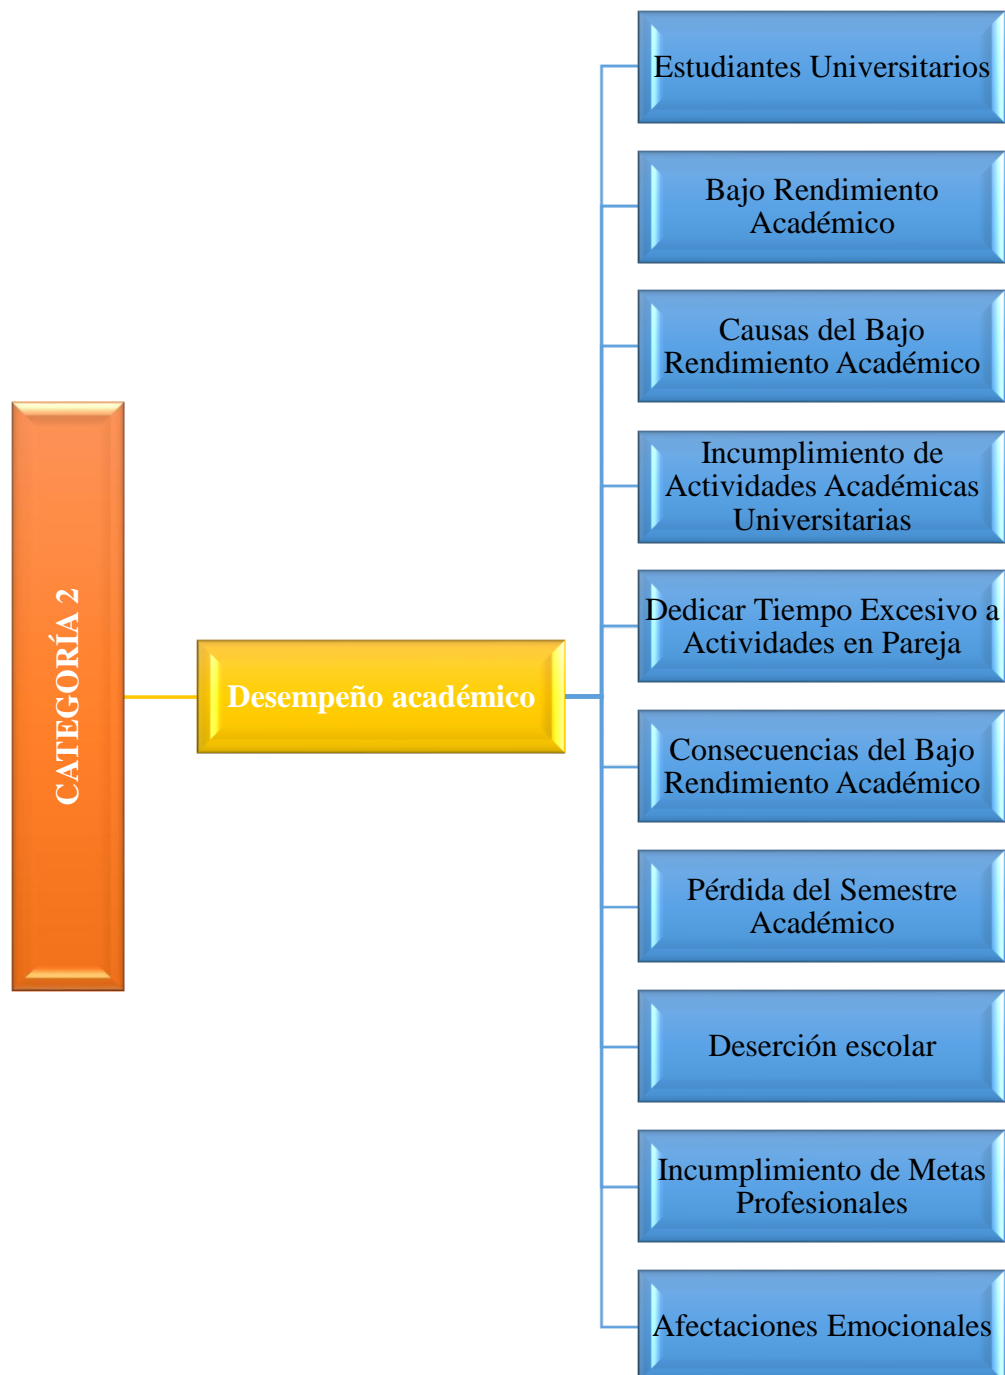 CATEGORÍA 2
Desempeño académico
Estudiantes Universitarios
Bajo Rendimiento
Académico
Causas del Bajo
Rendimiento Académico
Incumplimiento de
Actividades Académicas
Universitarias
Dedicar Tiempo Excesivo a
Actividades en Pareja
Consecuencias del Bajo
Rendimiento Académico
Pérdida del Semestre
Académico
Deserción escolar
Incumplimiento de Metas
Profesionales
Afectaciones Emocionales